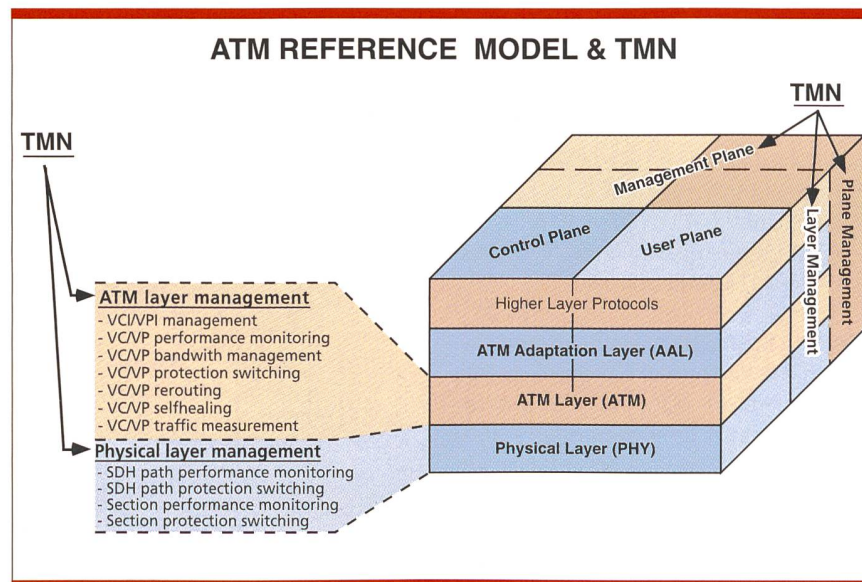 ATM REFERENCE MODEL & TMN
TMN
TMN
Management Plane
Plane Management
Layer Management
Control Plane
User Plane
Higher Layer Protocols
ATM Adaptation Layer (AAL)
ATM Layer (ATM)
Physical Layer (PHY)
ATM layer management
- VCI/VPI management
- VC/VP performance monitoring
- VC/VP bandwith management
- VC/VP protection switching
- VC/VP rerouting
- VC/VP selfhealing
- VC/VP traffic measurement
Physical layer management
- SDH path performance monitoring
- SDH path protection switching
- Section performance monitoring
- Section protection switching